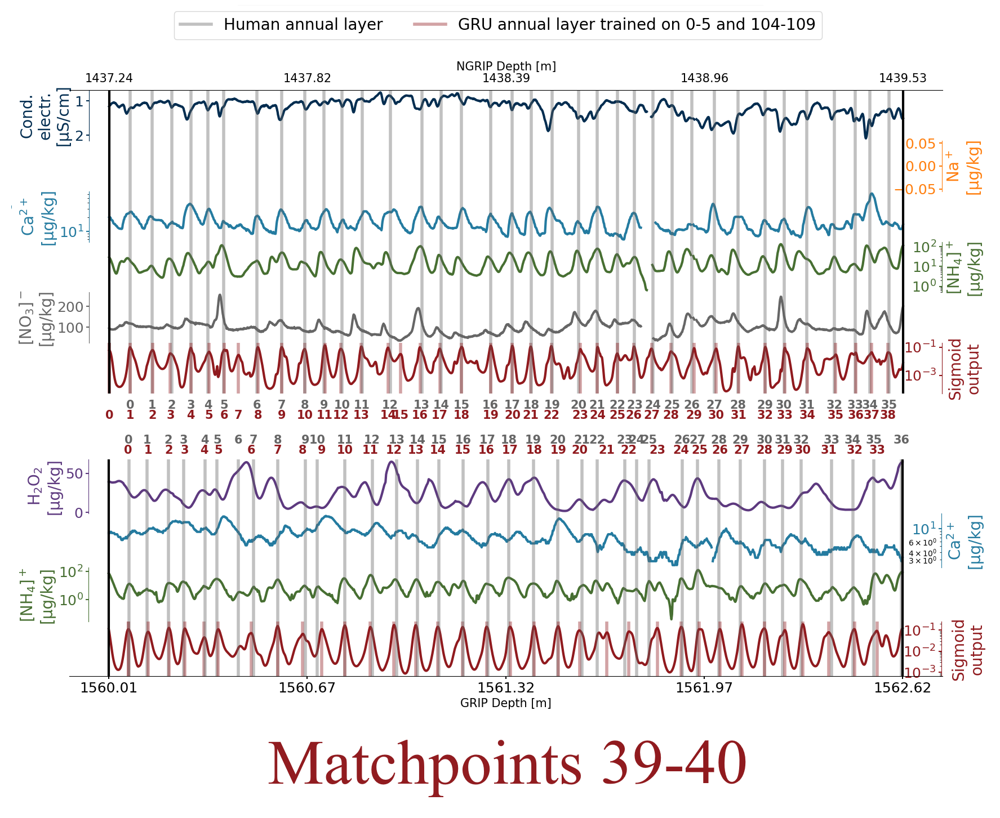 Human annual layer GRU annual layer trained on 0-5 and 104-109
NGRIP Depth [m]
1437.24 1437.82 1438.39 1438.96 1439.53
Cond. electr. [µS/cm]
1
2
0.05
0.00
−0.05
Na⁺ [µg/kg]
Ca²⁺ [µg/kg]
10¹
10²
10¹
10⁰
[NH₄]⁺ [µg/kg]
[NO₃]⁻ [µg/kg]
200
100
10⁻¹
10⁻³
Sigmoid output
0 1 2 3 4 5 6 7 8 9 10 11 12 13 14 15 16 17 18 19 20 21 22 23 24 25 26 27 28 29 30 31 32 33 34 35
0 1 2 3 4 5 6 7 8 9 10 11 12 13 14 15 16 17 18 19 20 21 22 23 24 25 26 27 28 29 30 31 32 33 34 35 36 37 38
0 1 2 3 4 5 6 7 8 9 10 11 12 13 14 15 16 17 18 19 20 21 22 23 24 25 26 27 28 29 30 31 32 33 34 35 36
0 1 2 3 4 5 6 7 8 9 10 11 12 13 14 15 16 17 18 19 20 21 22 23 24 25 26 27 28 29 30 31 32 33
H₂O₂ [µg/kg]
50
0
10¹
6 × 10⁰
4 × 10⁰
3 × 10⁰
Ca²⁺ [µg/kg]
[NH₄]⁺ [µg/kg]
10²
10⁰
10⁻¹
10⁻²
10⁻³
Sigmoid output
1560.01 1560.67 1561.32 1561.97 1562.62
GRIP Depth [m]
Matchpoints 39-40